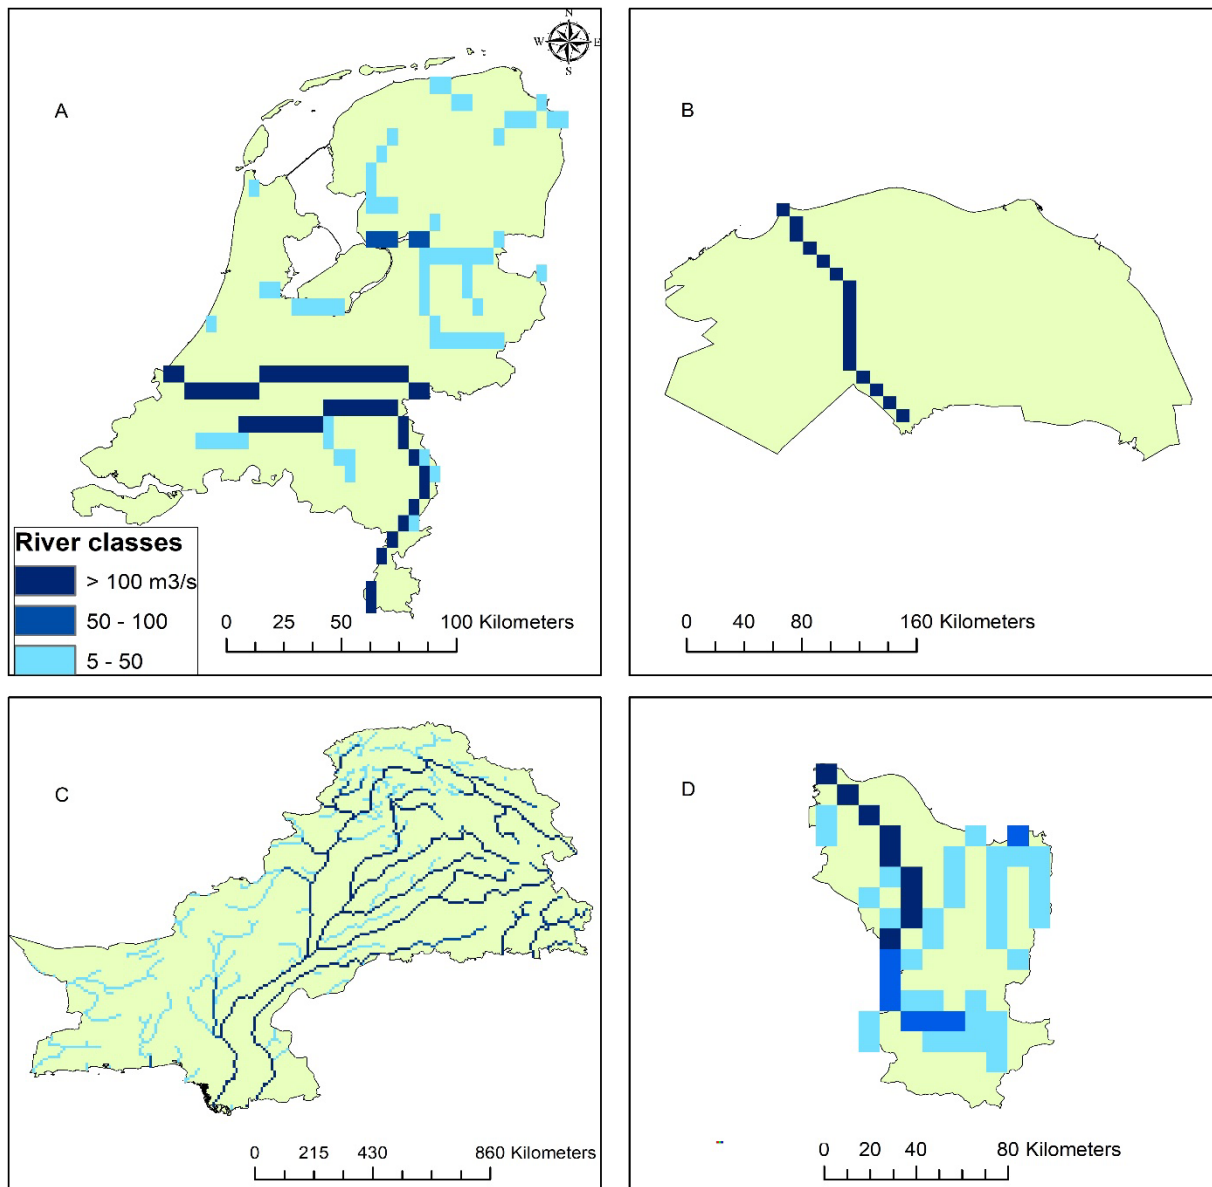 N
W E
S
A
B
River classes
> 100 m3/s
50 - 100
5 - 50
0 25 50 100 Kilometers
0 40 80 160 Kilometers
C
D
0 215 430 860 Kilometers
0 20 40 80 Kilometers